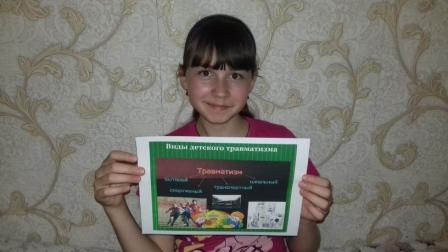 Виды детского травматизма
Травматизм
бытовой школьный
спортивный транспортный